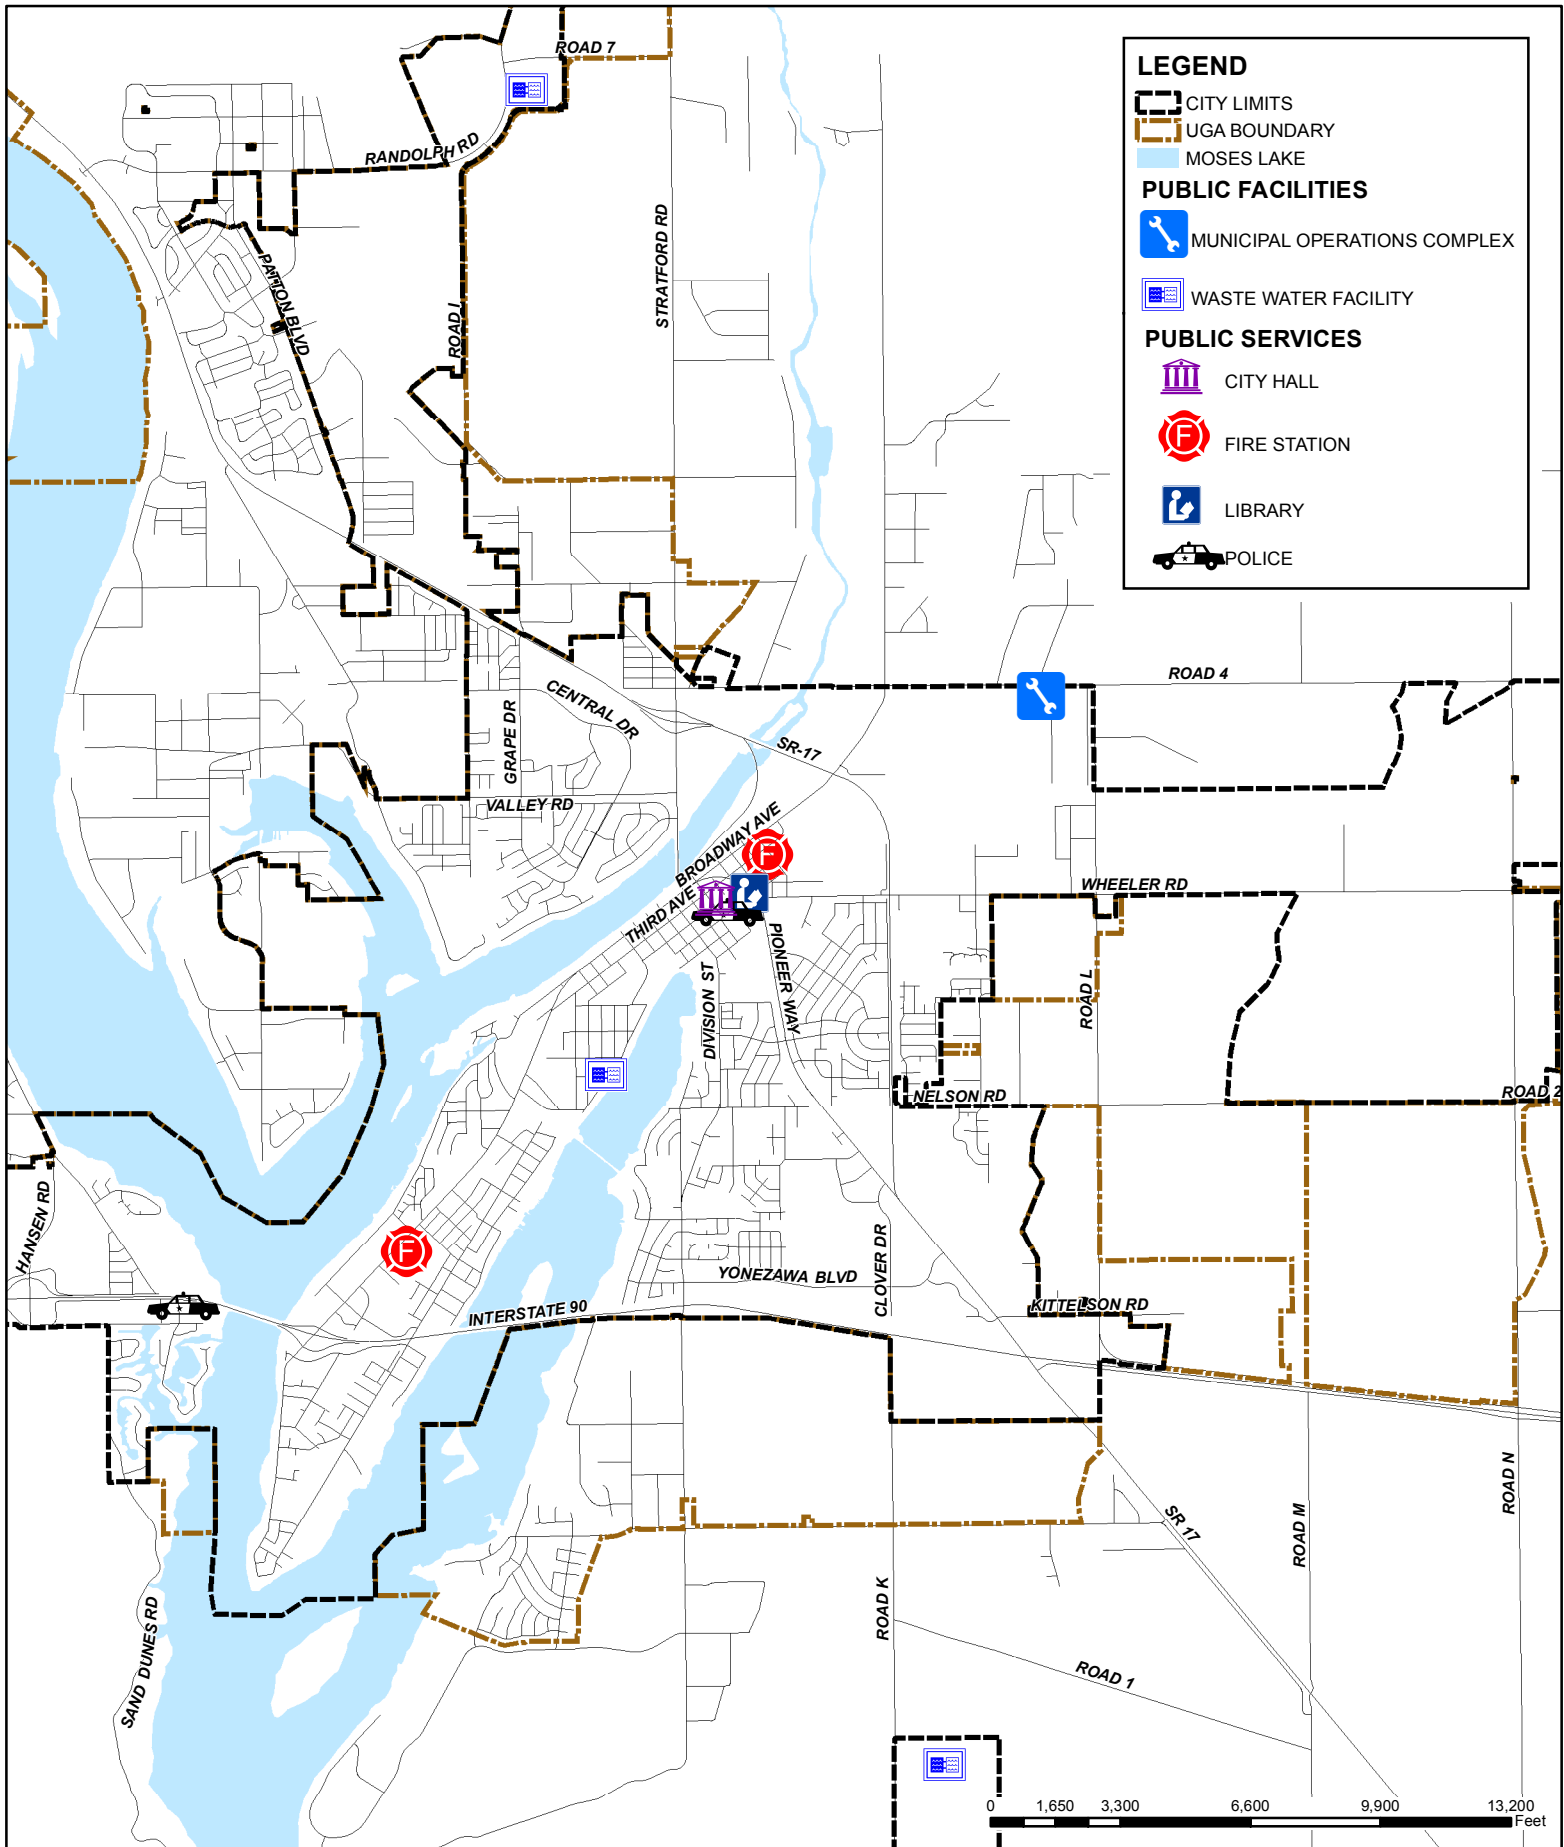 ROAD 7
LEGEND
CITY LIMITS
UGA BOUNDARY
MOSES LAKE
PUBLIC FACILITIES
MUNICIPAL OPERATIONS COMPLEX
WASTE WATER FACILITY
PUBLIC SERVICES
CITY HALL
F
FIRE STATION
LIBRARY
POLICE
RANDOLPH RD
PATTON BLVD
ROAD I
STRATFORD RD
ROAD 4
CENTRAL DR
GRAPE DR
SR-17
VALLEY RD
BROADWAY AVE
F
THIRD AVE
WHEELER RD
PIONEER WAY
DIVISION ST
ROAD L
NELSON RD
ROAD 2
HANSEN RD
F
CLOVER DR
YONEZAWA BLVD
INTERSTATE 90
KITTELSON RD
ROAD N
SR 17
ROAD M
ROAD K
SAND DUNES RD
ROAD 1
0 1,650 3,300 6,600 9,900 13,200
Feet